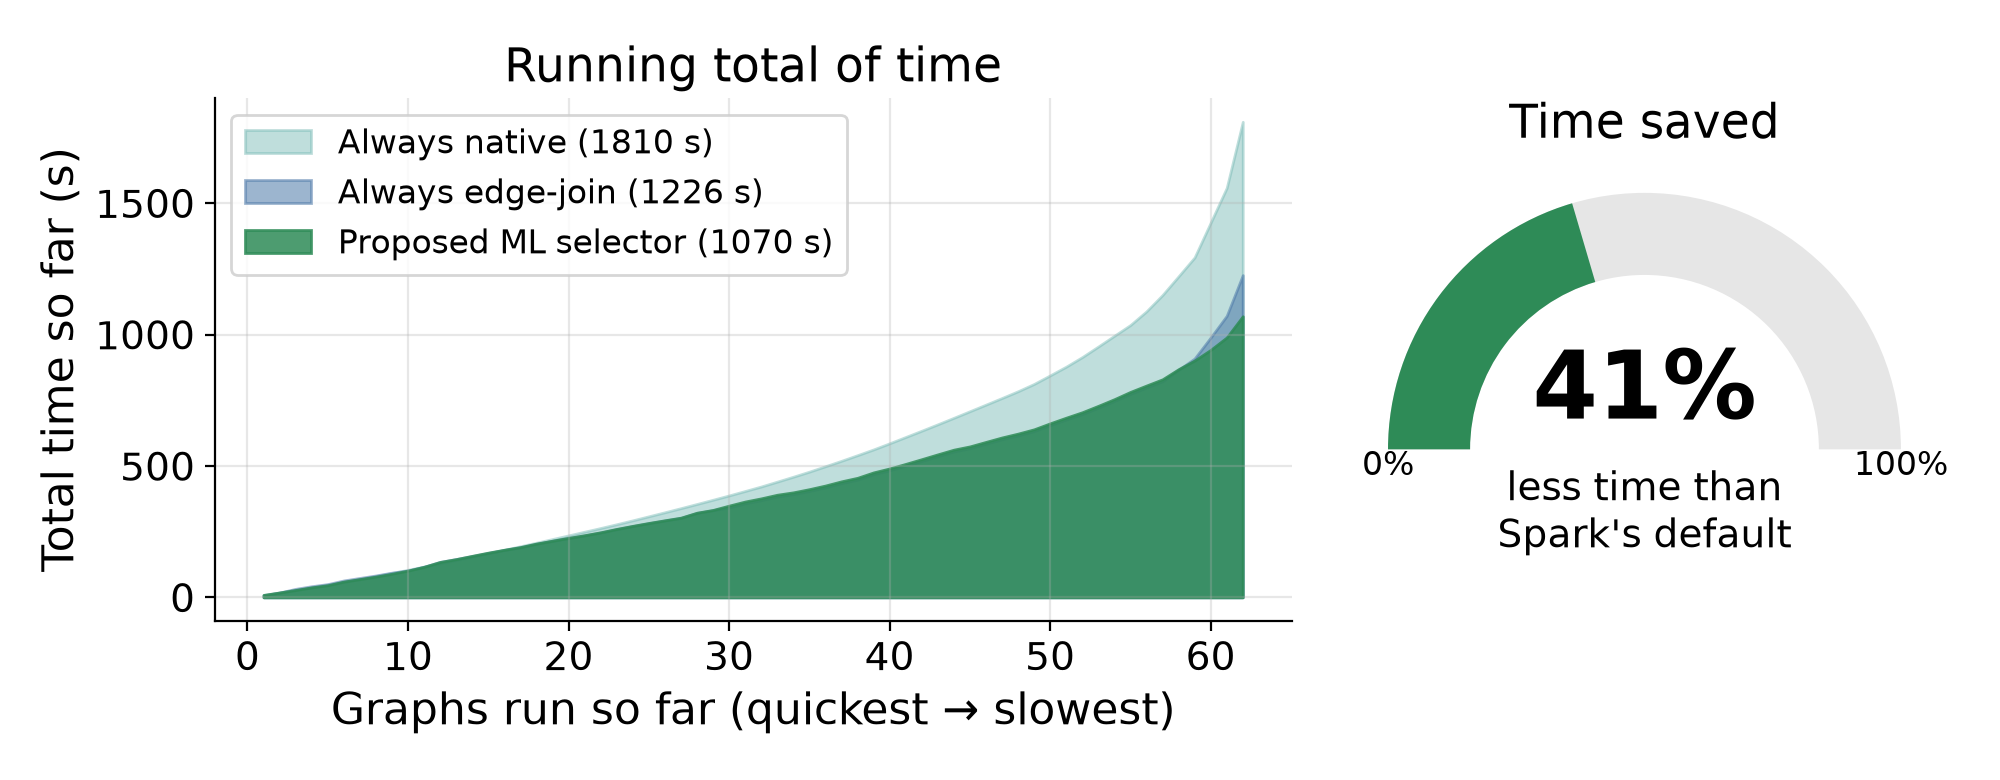 Running total of time
Total time so far (s)
1500
1000
500
0
Always native (1810 s)
Always edge-join (1226 s)
Proposed ML selector (1070 s)
0 10 20 30 40 50 60
Graphs run so far (quickest → slowest)
Time saved
41%
0% 100%
less time than
Spark's default